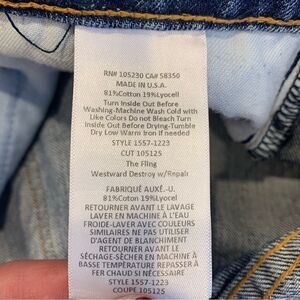 RN# 105230 CA# 58350
MADE IN U.S.A.
81%Cotton 19%Lyocell
Turn Inside Out Before
Washing-Machine Wash Cold with
Like Colors Do not Bleach Turn
Inside Out Before Drying-Tumble
Dry Low Warm Iron if needed
STYLE 1557-1223
CUT 105125
The Fling
Westward Destroy w/Repair
FABRIQUÉ AUXÉ.-U.
81%Cotton 19%Lyocell
RETOURNER AVANT LE LAVAGE
LAVER EN MACHINE À L'EAU
FROIDE-LAVER AVEC COULEURS
SIMILAIRES NE PAS UTILISER
D'AGENT DE BLANCHIMENT
RETOURNER AVANT LE
SÉCHAGE-SÉCHER EN MACHINE À
BASSE TEMPÉRATURE REPASSER À
FER CHAUD SI NÉCESSAIRE
STYLE 1557-1223
COUPE 105125